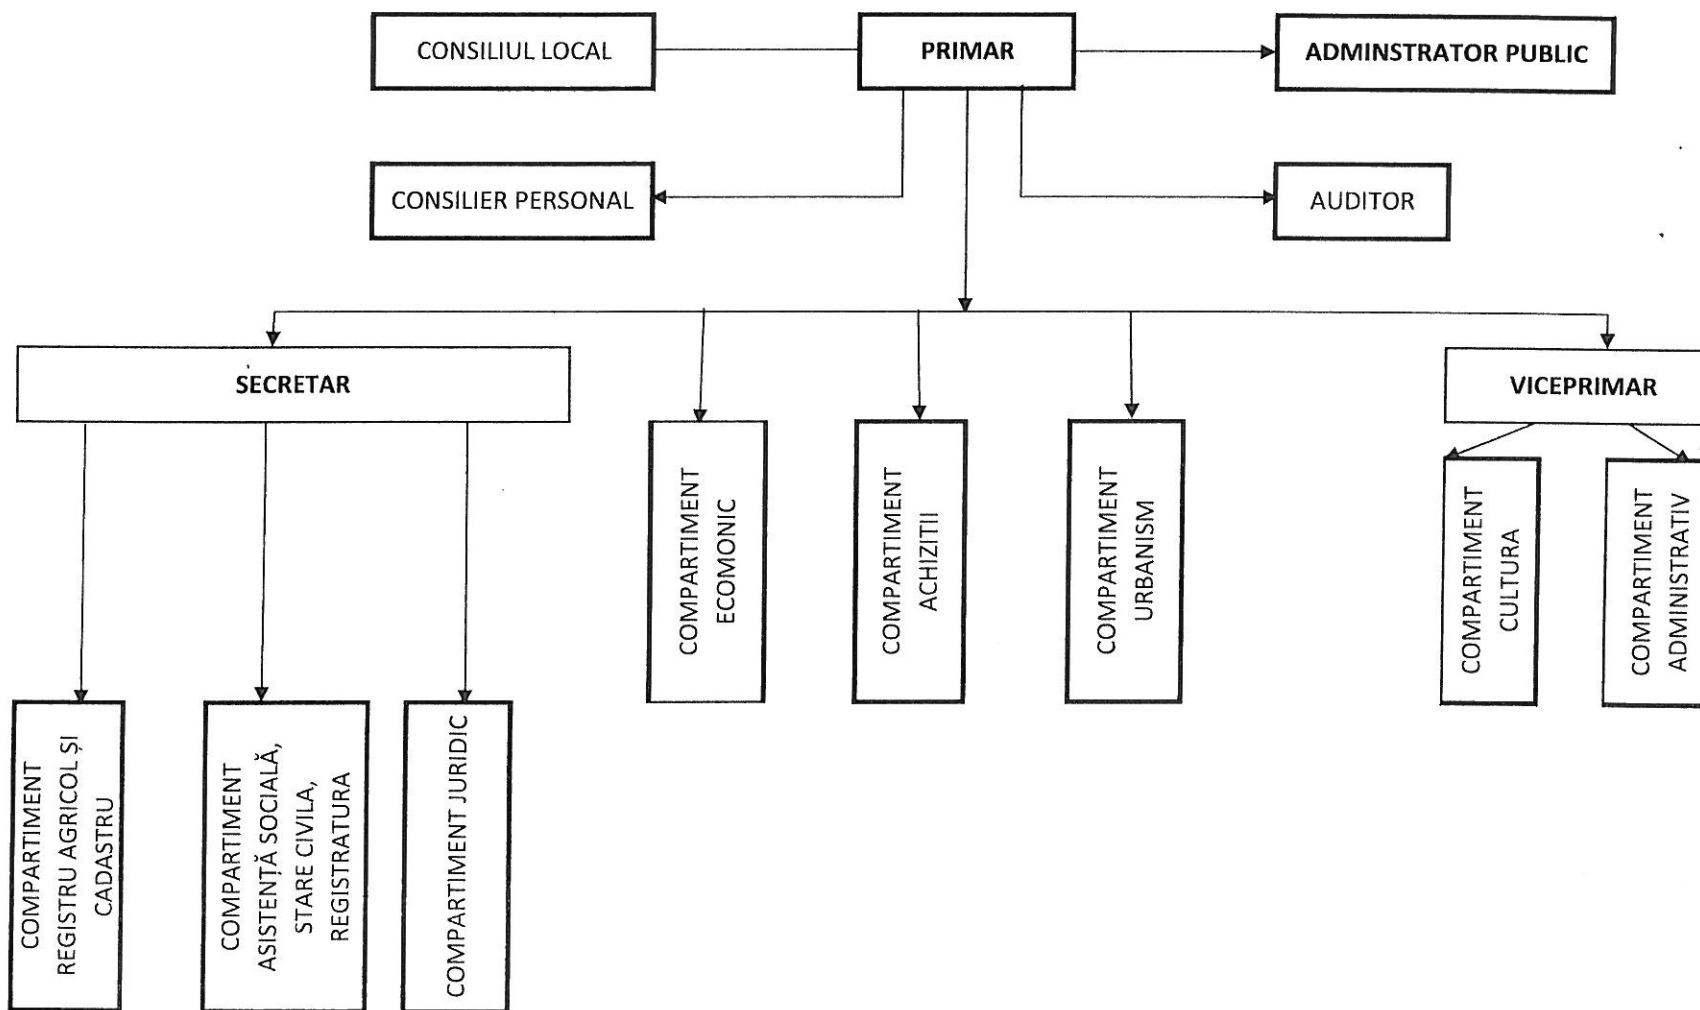 CONSILIUL LOCAL
PRIMAR
ADMINSTRATOR PUBLIC
CONSILIER PERSONAL
AUDITOR
SECRETAR
VICEPRIMAR
COMPARTIMENT
ECOMONIC
COMPARTIMENT
ACHIZITII
COMPARTIMENT
URBANISM
COMPARTIMENT
CULTURA
COMPARTIMENT
ADMINISTRATIV
COMPARTIMENT
REGISTRU AGRICOL ȘI
CADASTRU
COMPARTIMENT
ASISTENȚĂ SOCIALĂ,
STARE CIVILA,
REGISTRATURA
COMPARTIMENT JURIDIC